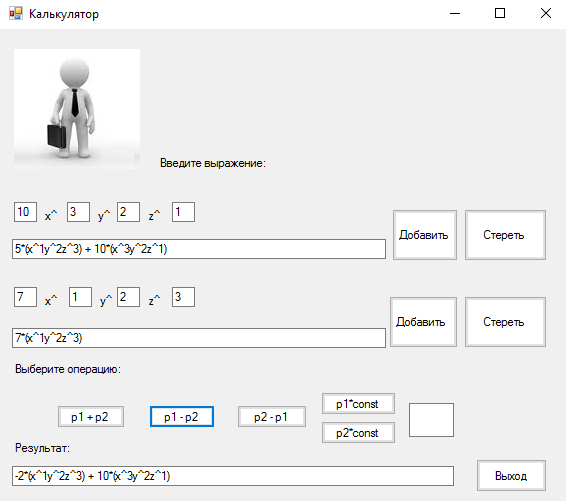 Калькулятор
Введите выражение:
10 x^ 3 y^ 2 z^ 1
Добавить Стереть
5*(x^1y^2z^3) + 10*(x^3y^2z^1)
7 x^ 1 y^ 2 z^ 3
Добавить Стереть
7*(x^1y^2z^3)
Выберите операцию:
p1*const
p1 + p2 p1 - p2 p2 - p1
p2*const
Результат:
-2*(x^1y^2z^3) + 10*(x^3y^2z^1) Выход